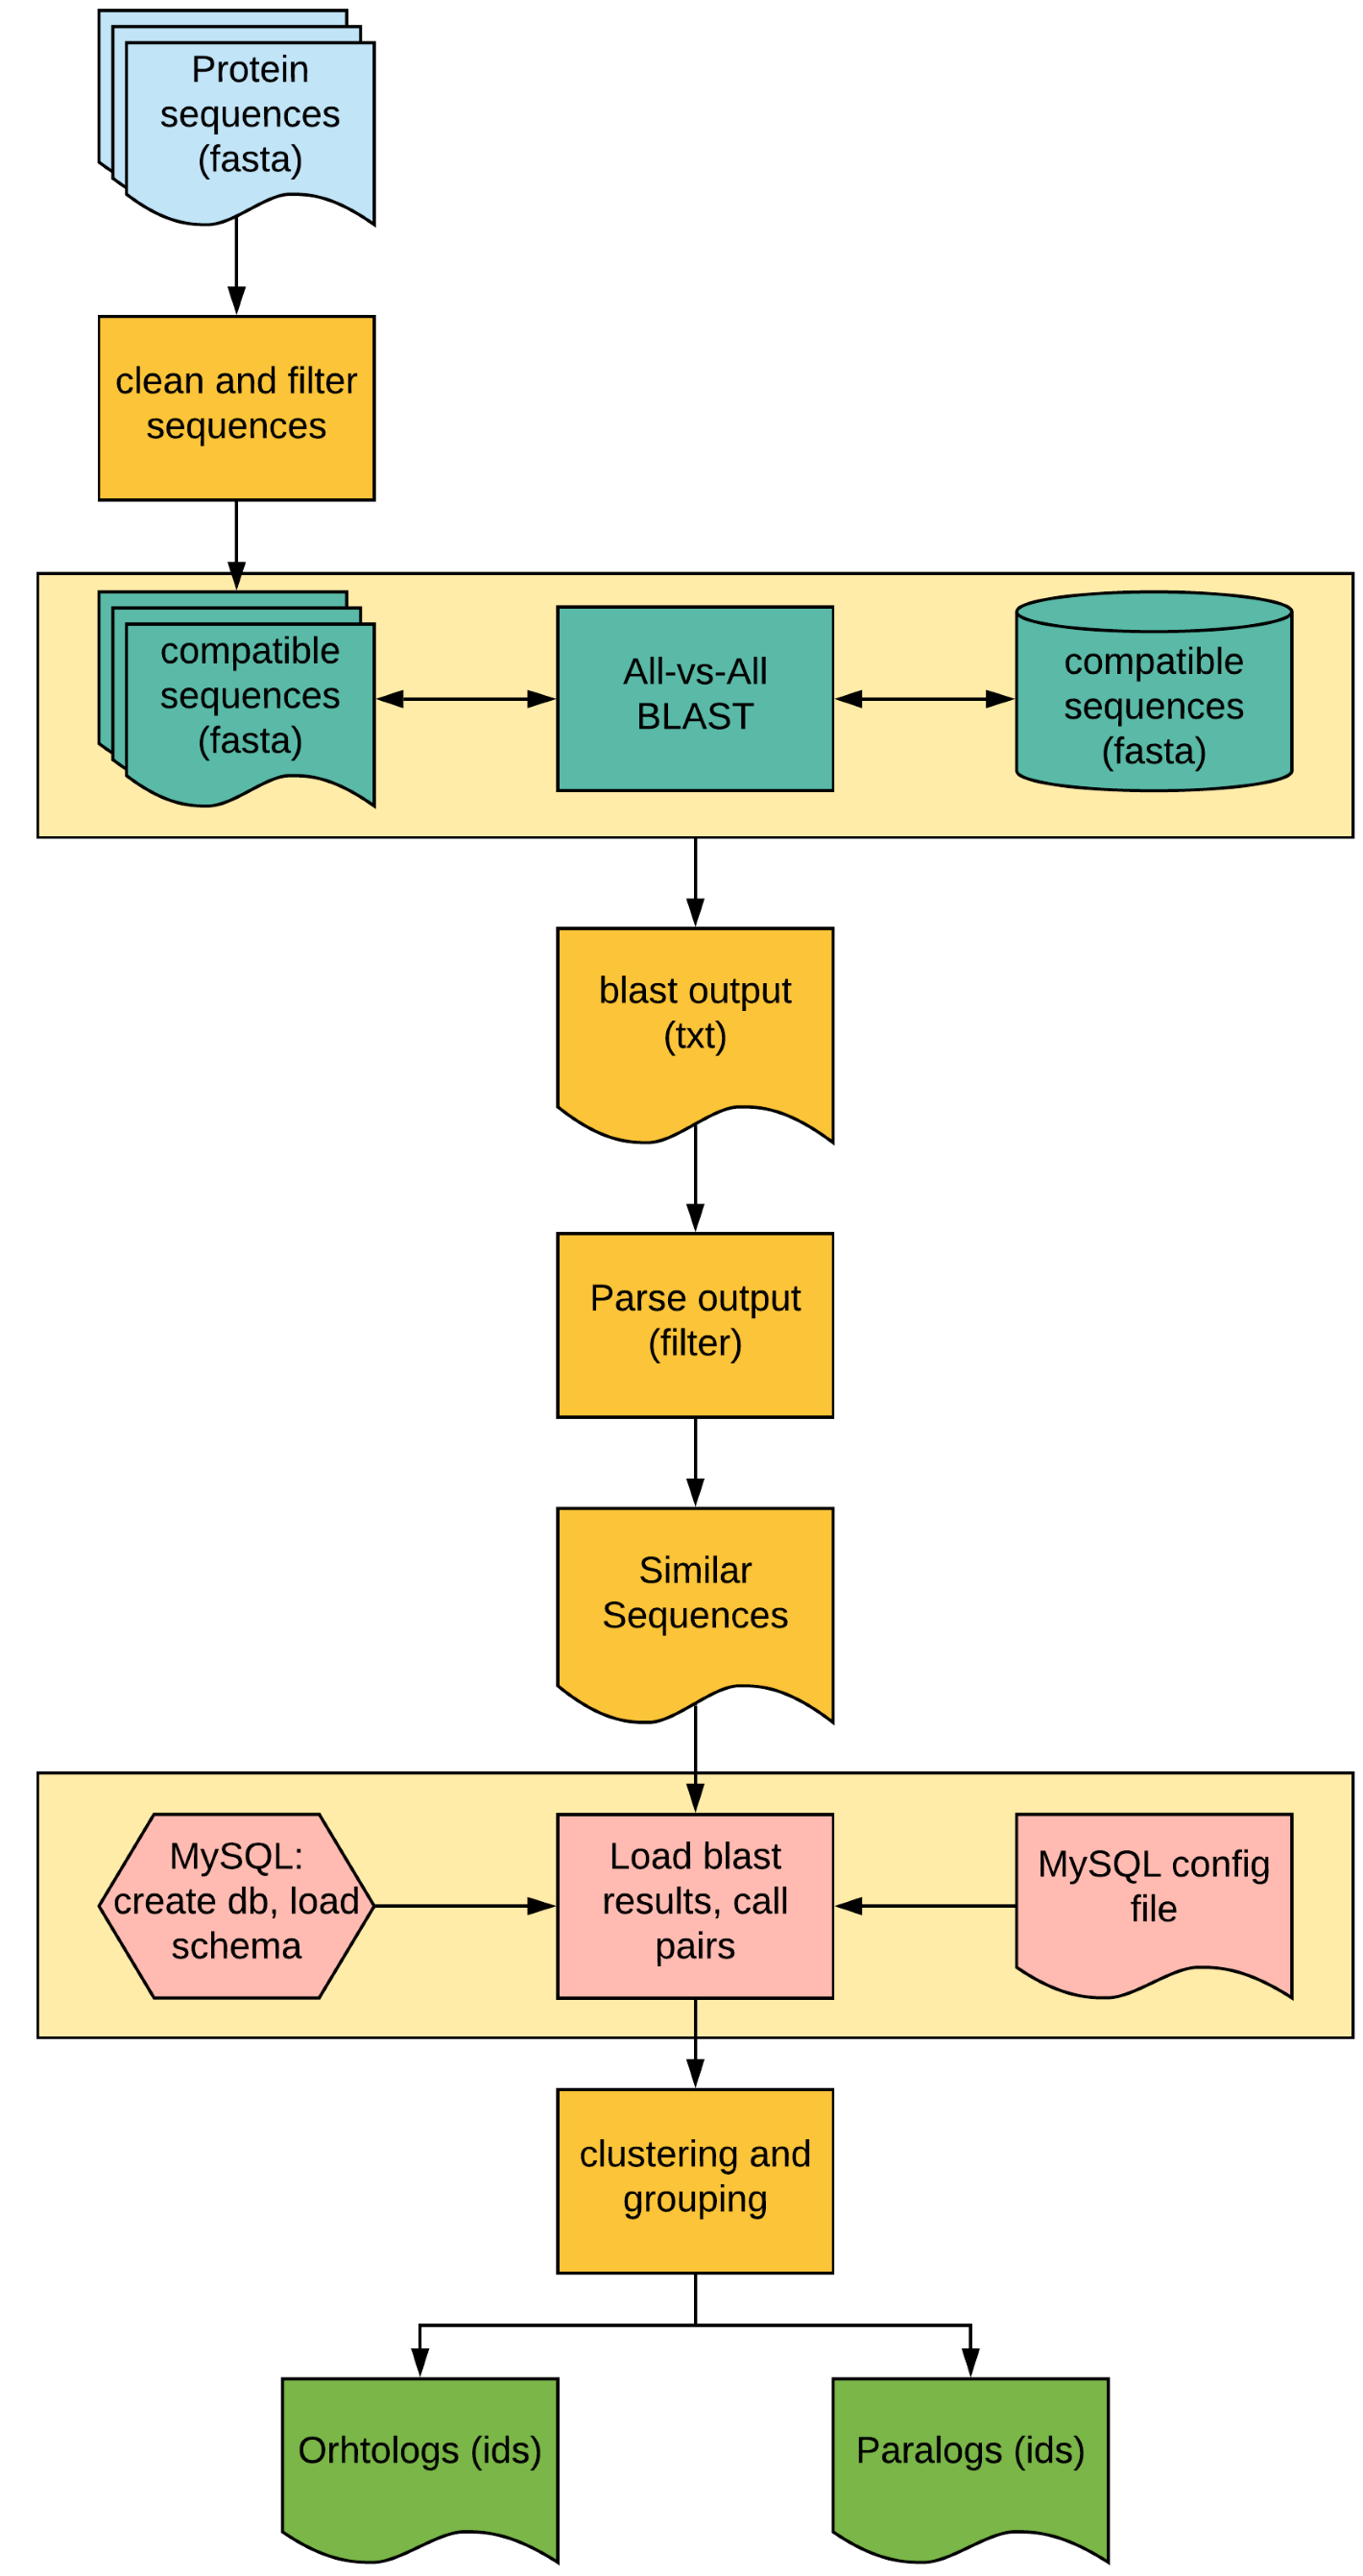 Protein
sequences
(fasta)
clean and filter
sequences
compatible
sequences
(fasta)
All-vs-All
BLAST
compatible
sequences
(fasta)
blast output
(txt)
Parse output
(filter)
Similar
Sequences
MySQL:
create db, load
schema
Load blast
results, call
pairs
MySQL config
file
clustering and
grouping
Orhtologs (ids)
Paralogs (ids)